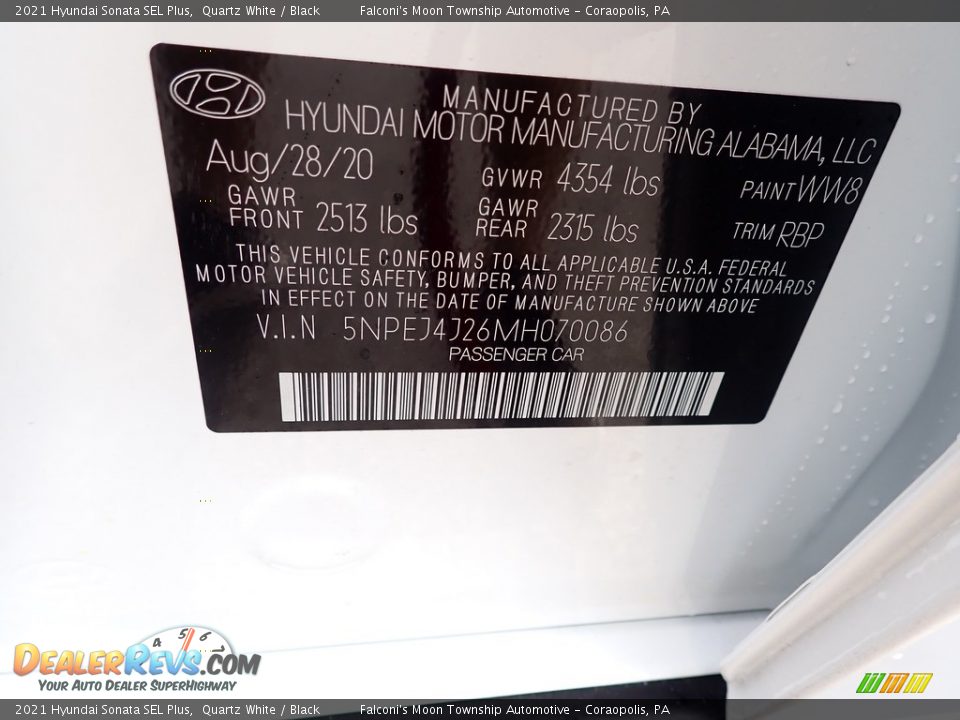 2021 Hyundai Sonata SEL Plus, Quartz White / Black Falconi's Moon Township Automotive - Coraopolis, PA
MANUFACTURED BY
HYUNDAI MOTOR MANUFACTURING ALABAMA, LLC
Aug/28/20 GVWR 4354 lbs PAINT WW8
GAWR FRONT 2513 lbs GAWR REAR 2315 lbs TRIM RBP
THIS VEHICLE CONFORMS TO ALL APPLICABLE U.S.A. FEDERAL
MOTOR VEHICLE SAFETY, BUMPER, AND THEFT PREVENTION STANDARDS
IN EFFECT ON THE DATE OF MANUFACTURE SHOWN ABOVE
V.I.N 5NPEJ4J26MH070086
PASSENGER CAR
4 5 6 7
DEALERREVS.COM
YOUR AUTO DEALER SUPERHIGHWAY
2021 Hyundai Sonata SEL Plus, Quartz White / Black Falconi's Moon Township Automotive - Coraopolis, PA